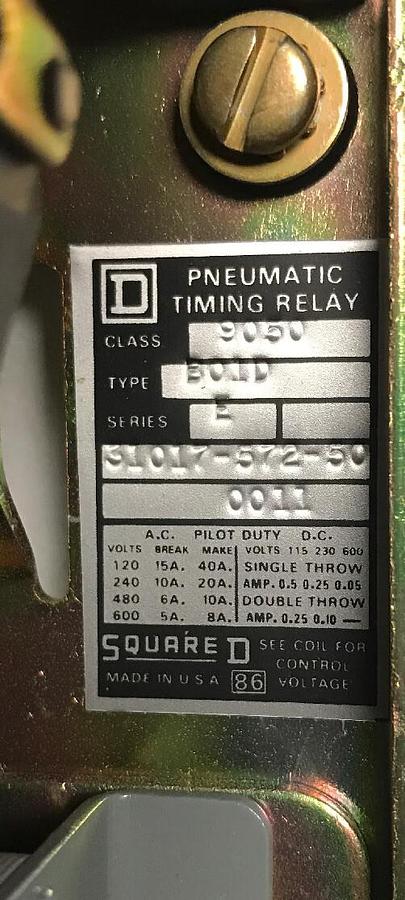 D PNEUMATIC
TIMING RELAY
CLASS 9050
TYPE BO1D
SERIES E
31017-572-50
0011
A.C. PILOT DUTY D.C.
VOLTS BREAK MAKE VOLTS 115 230 600
120 15A. 40A. SINGLE THROW
240 10A. 20A. AMP. 0.5 0.25 0.05
480 6A. 10A. DOUBLE THROW
600 5A. 8A. AMP. 0.25 0.10 —
SQUARE D SEE COIL FOR
CONTROL
MADE IN U S A 86 VOLTAGE